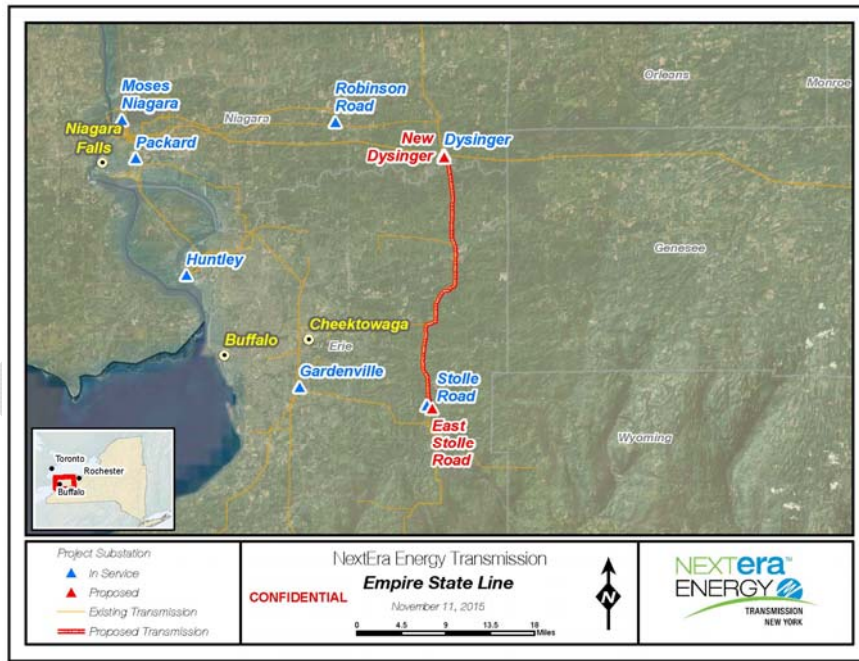 Moses
Niagara
Robinson
Road
Orleans
Monroe
Niagara
Niagara
Falls
Packard
New
Dysinger
Dysinger
Genesee
Huntley
Cheektowaga
Buffalo
Erie
Gardenville
Stolle
Road
East
Stolle
Road
Wyoming
Toronto
Rochester
Buffalo
Project Substation
In Service
Proposed
Existing Transmission
Proposed Transmission
NextEra Energy Transmission
Empire State Line
CONFIDENTIAL
November 11, 2015
0 4.5 9 13.5 18
Miles
N
NEXTera™
ENERGY
TRANSMISSION
NEW YORK